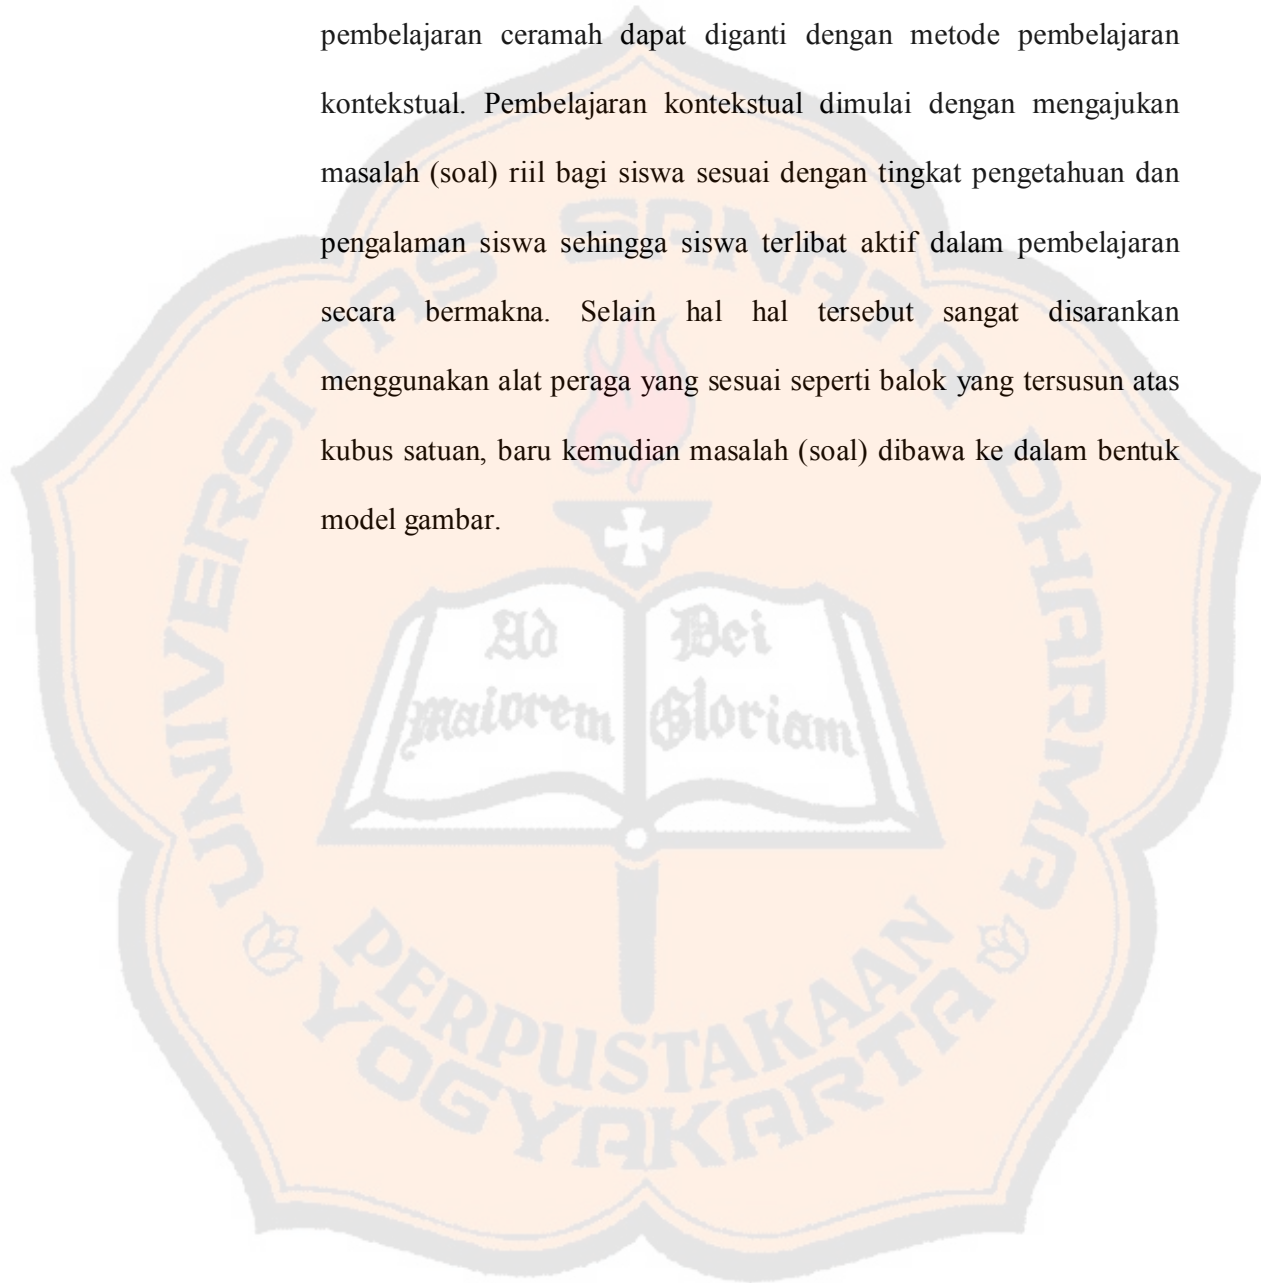 pembelajaran ceramah dapat diganti dengan metode pembelajaran
kontekstual. Pembelajaran kontekstual dimulai dengan mengajukan
masalah (soal) riil bagi siswa sesuai dengan tingkat pengetahuan dan
pengalaman siswa sehingga siswa terlibat aktif dalam pembelajaran
secara bermakna. Selain hal hal tersebut sangat disarankan
menggunakan alat peraga yang sesuai seperti balok yang tersusun atas
kubus satuan, baru kemudian masalah (soal) dibawa ke dalam bentuk
model gambar.
UNIVERSITAS SANATA DHARMA
Ad Dei
maiorem Gloriam
PERPUSTAKAAN
YOGYAKARTA